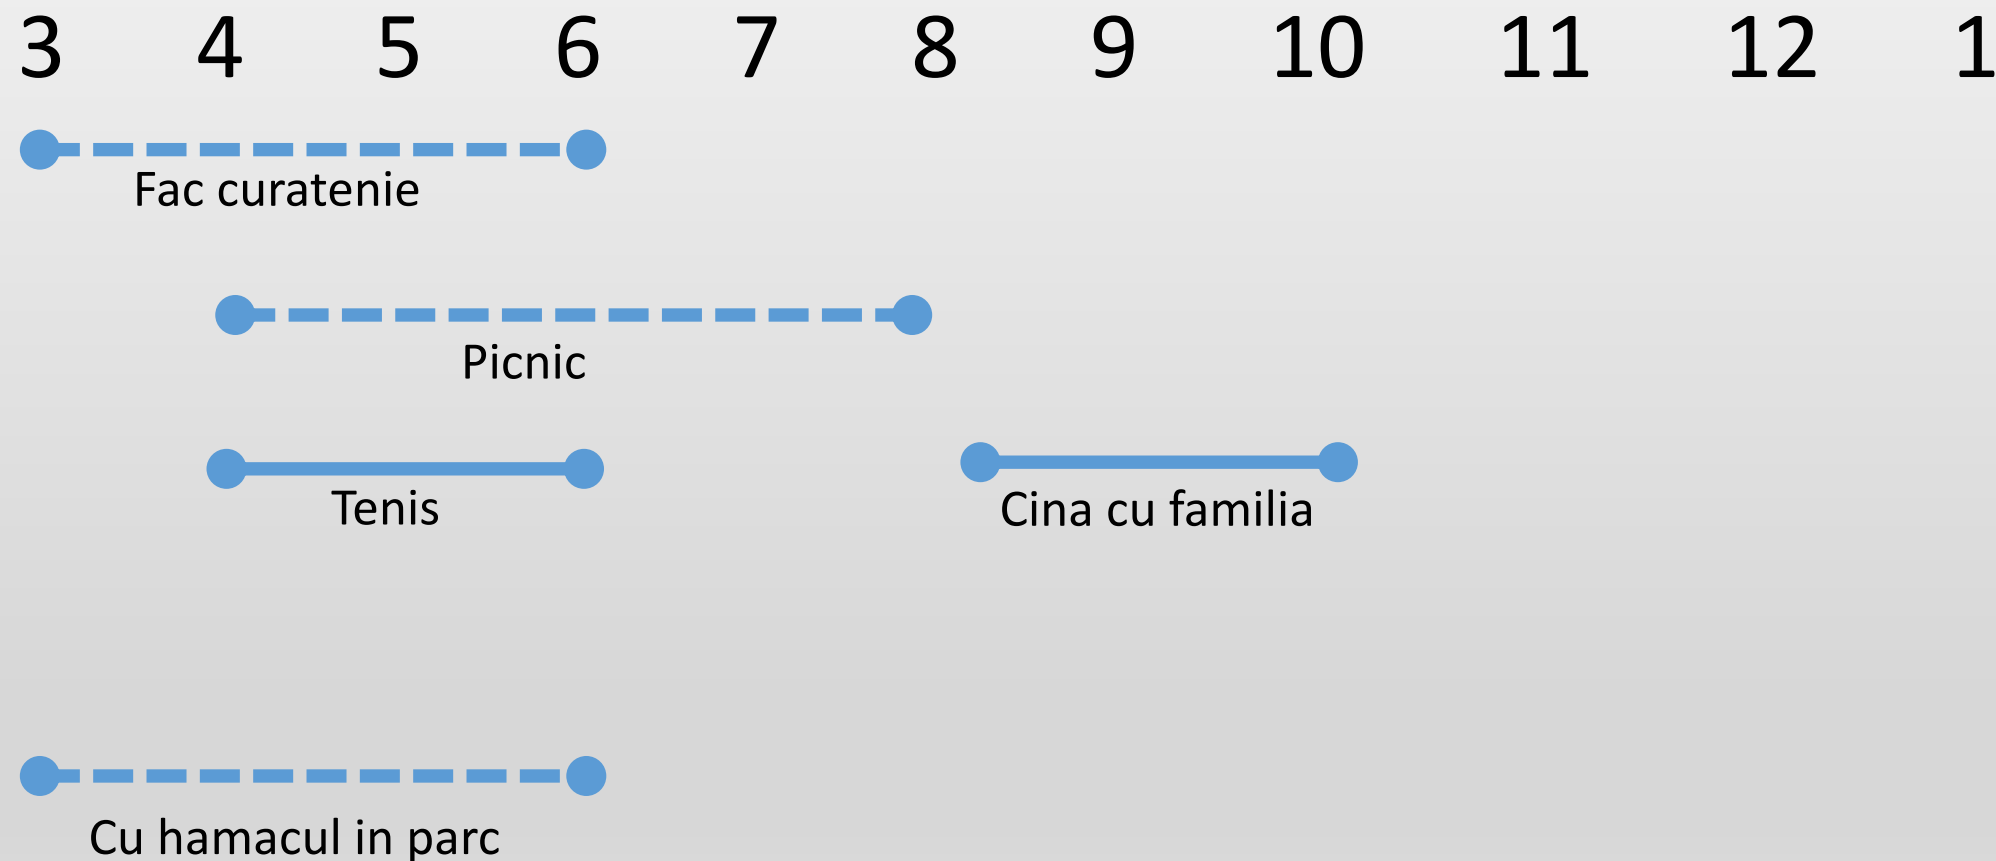 3 4 5 6 7 8 9 10 11 12 1
Fac curatenie
Picnic
Tenis
Cina cu familia
Cu hamacul in parc